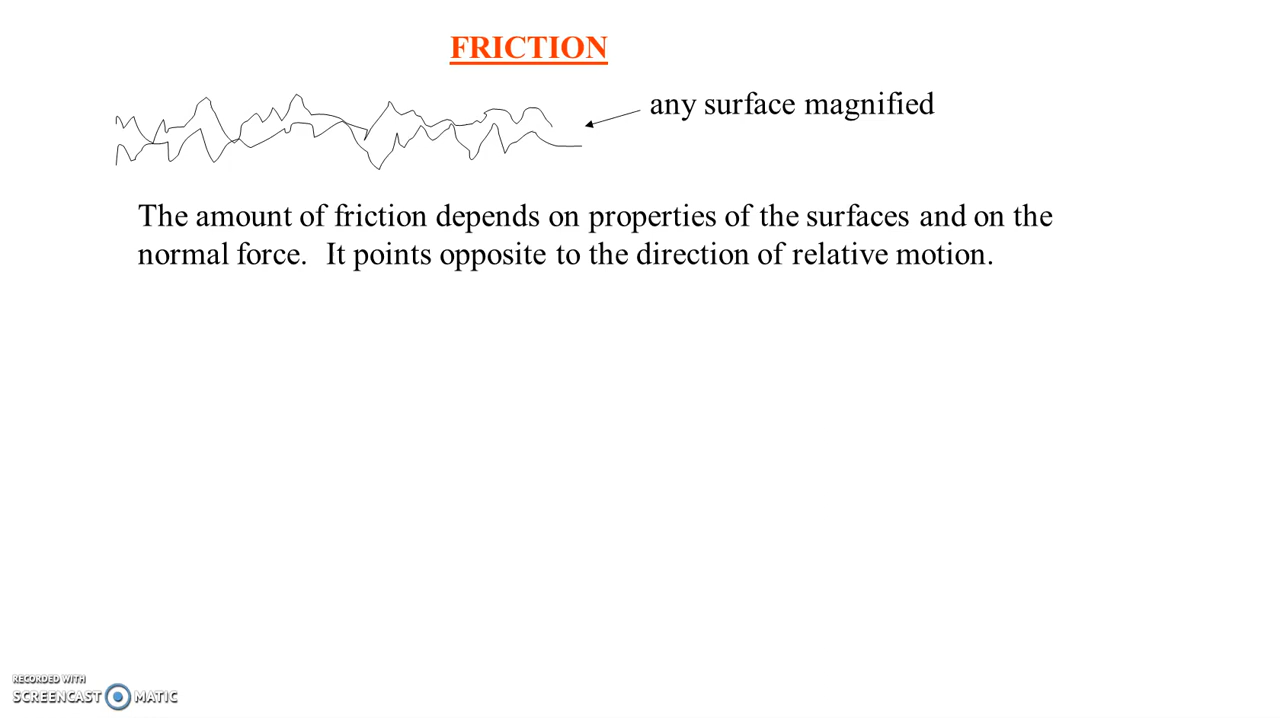 FRICTION
any surface magnified
The amount of friction depends on properties of the surfaces and on the
normal force. It points opposite to the direction of relative motion.
RECORDED WITH
SCREENCAST MATIC